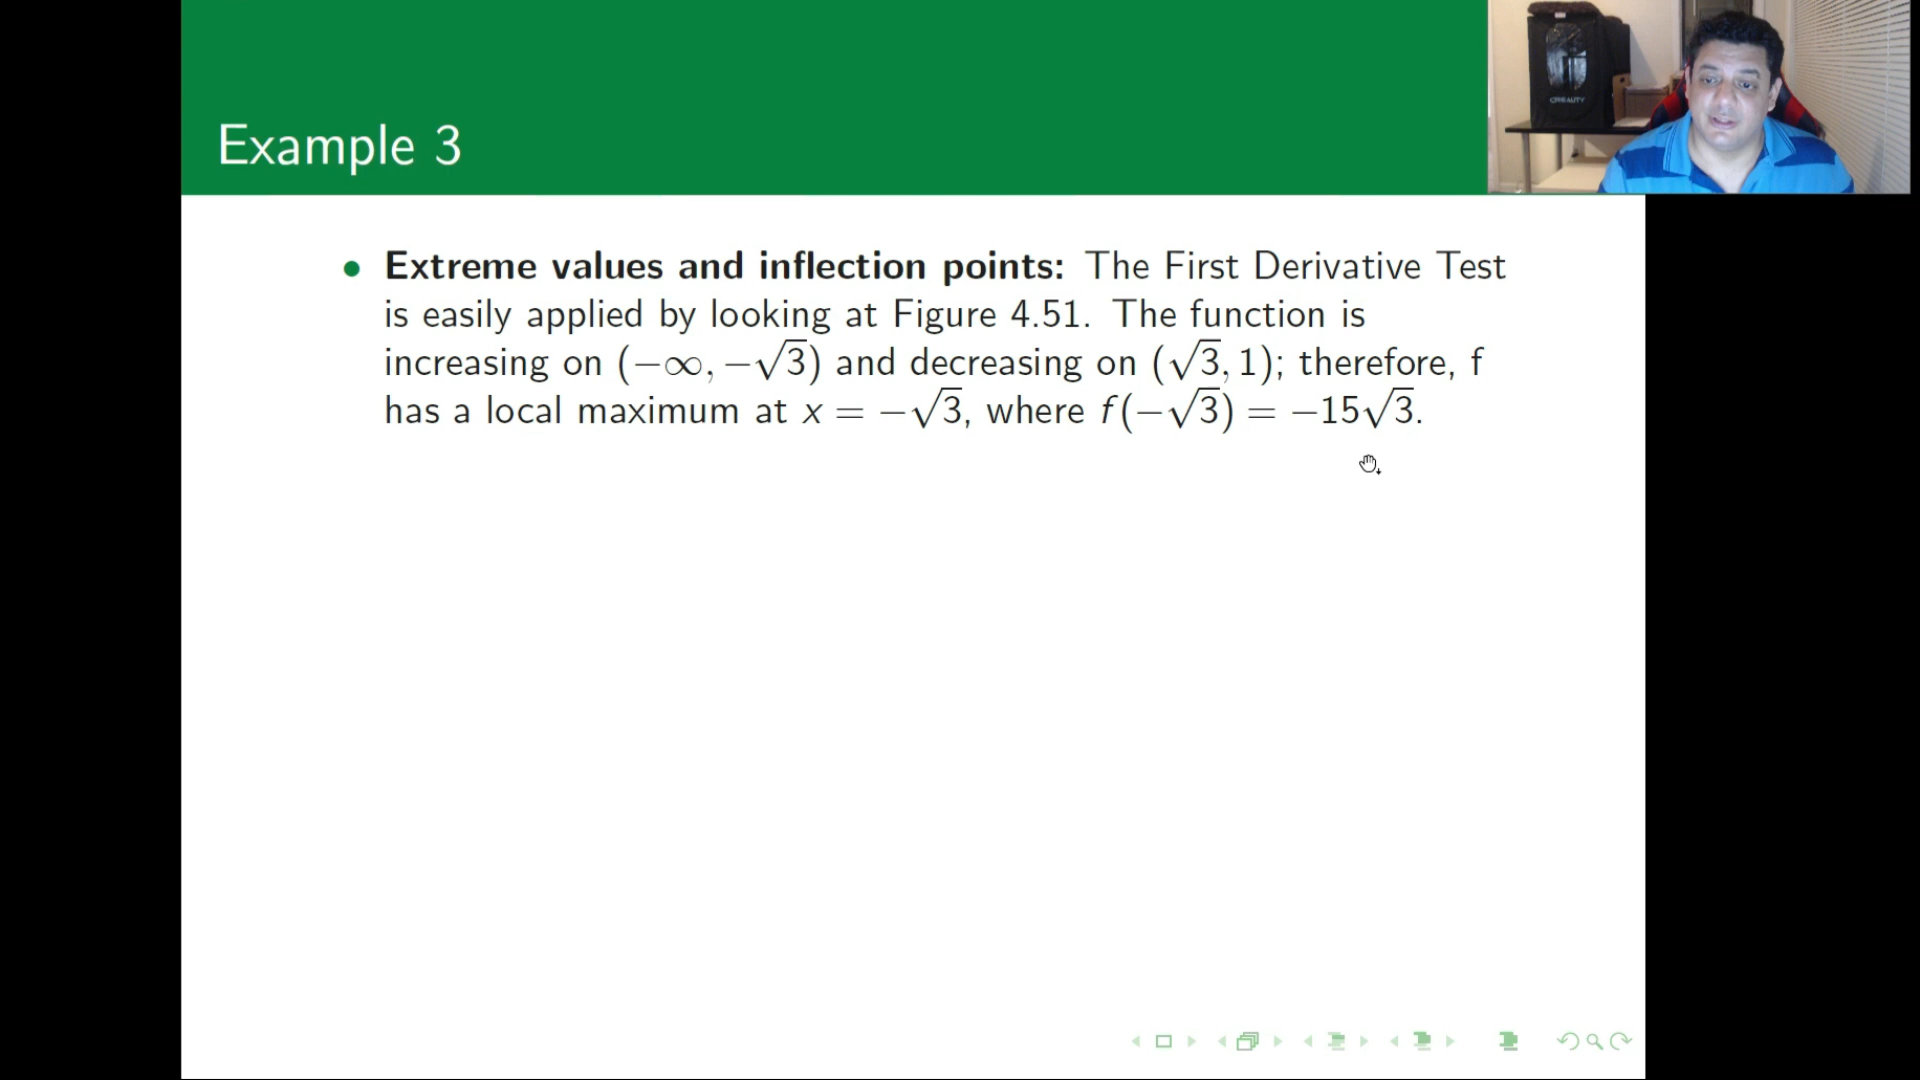 Example 3
• Extreme values and inflection points: The First Derivative Test
is easily applied by looking at Figure 4.51. The function is
increasing on (−∞, −√3) and decreasing on (√3, 1); therefore, f
has a local maximum at x = −√3, where f(−√3) = −15√3.
CREALITY